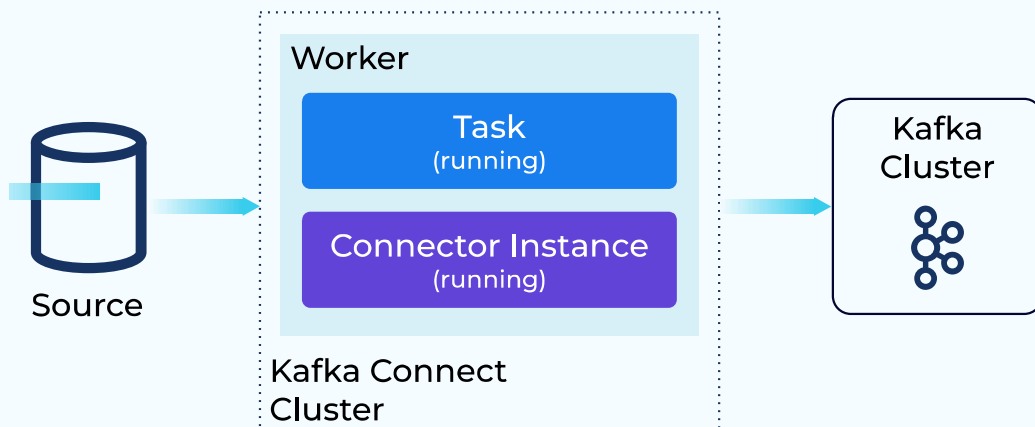 Worker
Task
(running)
Connector Instance
(running)
Source
Kafka Connect
Cluster
Kafka
Cluster